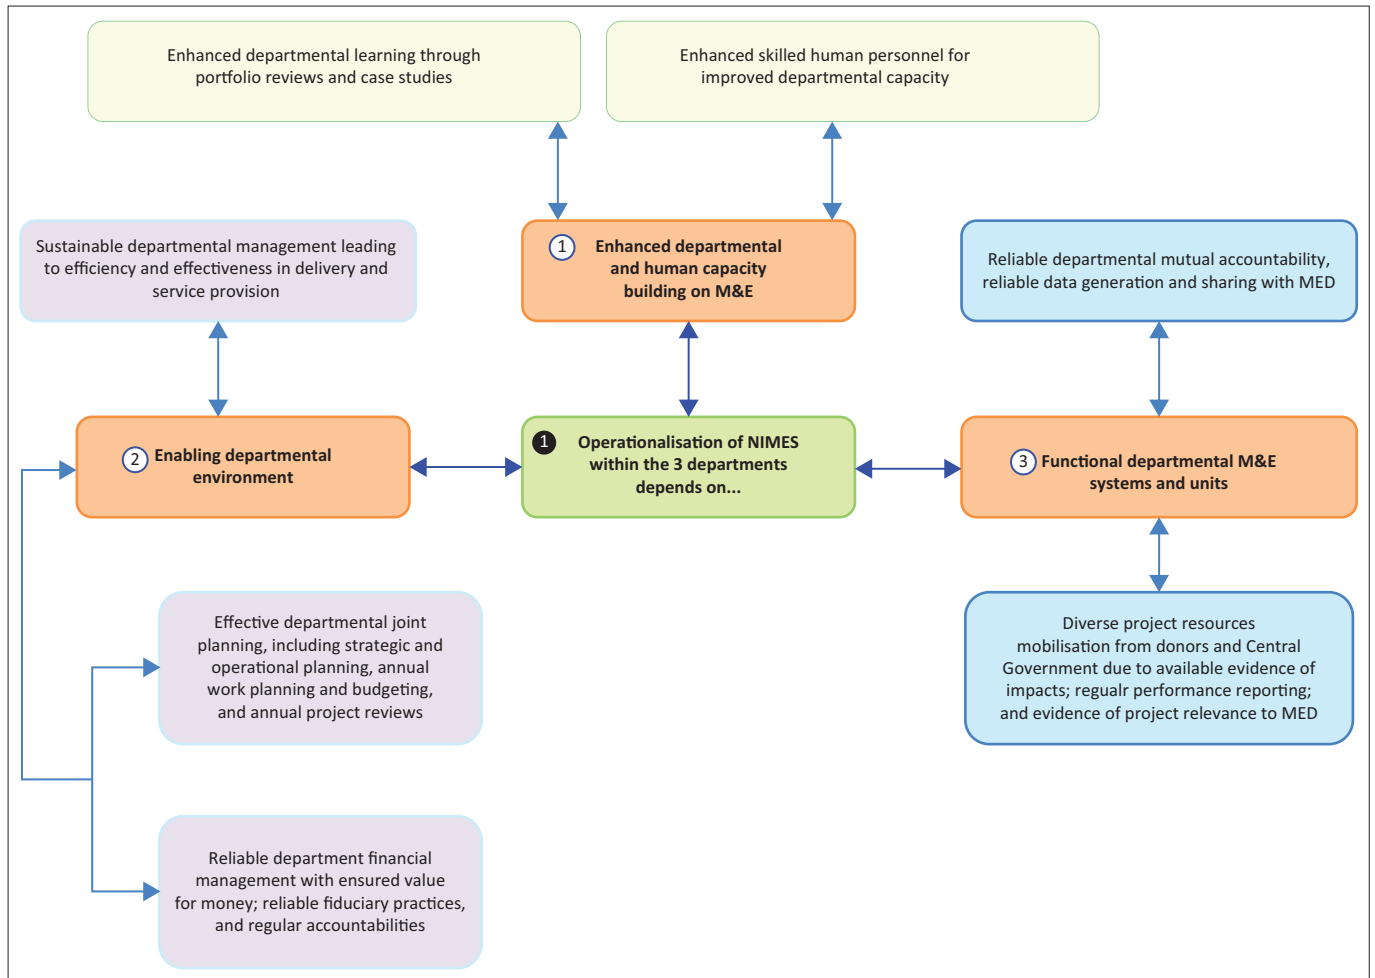 Enhanced departmental learning through
portfolio reviews and case studies
Enhanced skilled human personnel for
improved departmental capacity
Sustainable departmental management leading
to efficiency and effectiveness in delivery and
service provision
1 Enhanced departmental
and human capacity
building on M&E
Reliable departmental mutual accountability,
reliable data generation and sharing with MED
2 Enabling departmental
environment
1 Operationalisation of NIMES
within the 3 departments
depends on...
3 Functional departmental M&E
systems and units
Effective departmental joint
planning, including strategic and
operational planning, annual
work planning and budgeting,
and annual project reviews
Diverse project resources
mobilisation from donors and Central
Government due to available evidence of
impacts; regualr performance reporting;
and evidence of project relevance to MED
Reliable department financial
management with ensured value
for money; reliable fiduciary practices,
and regular accountabilities